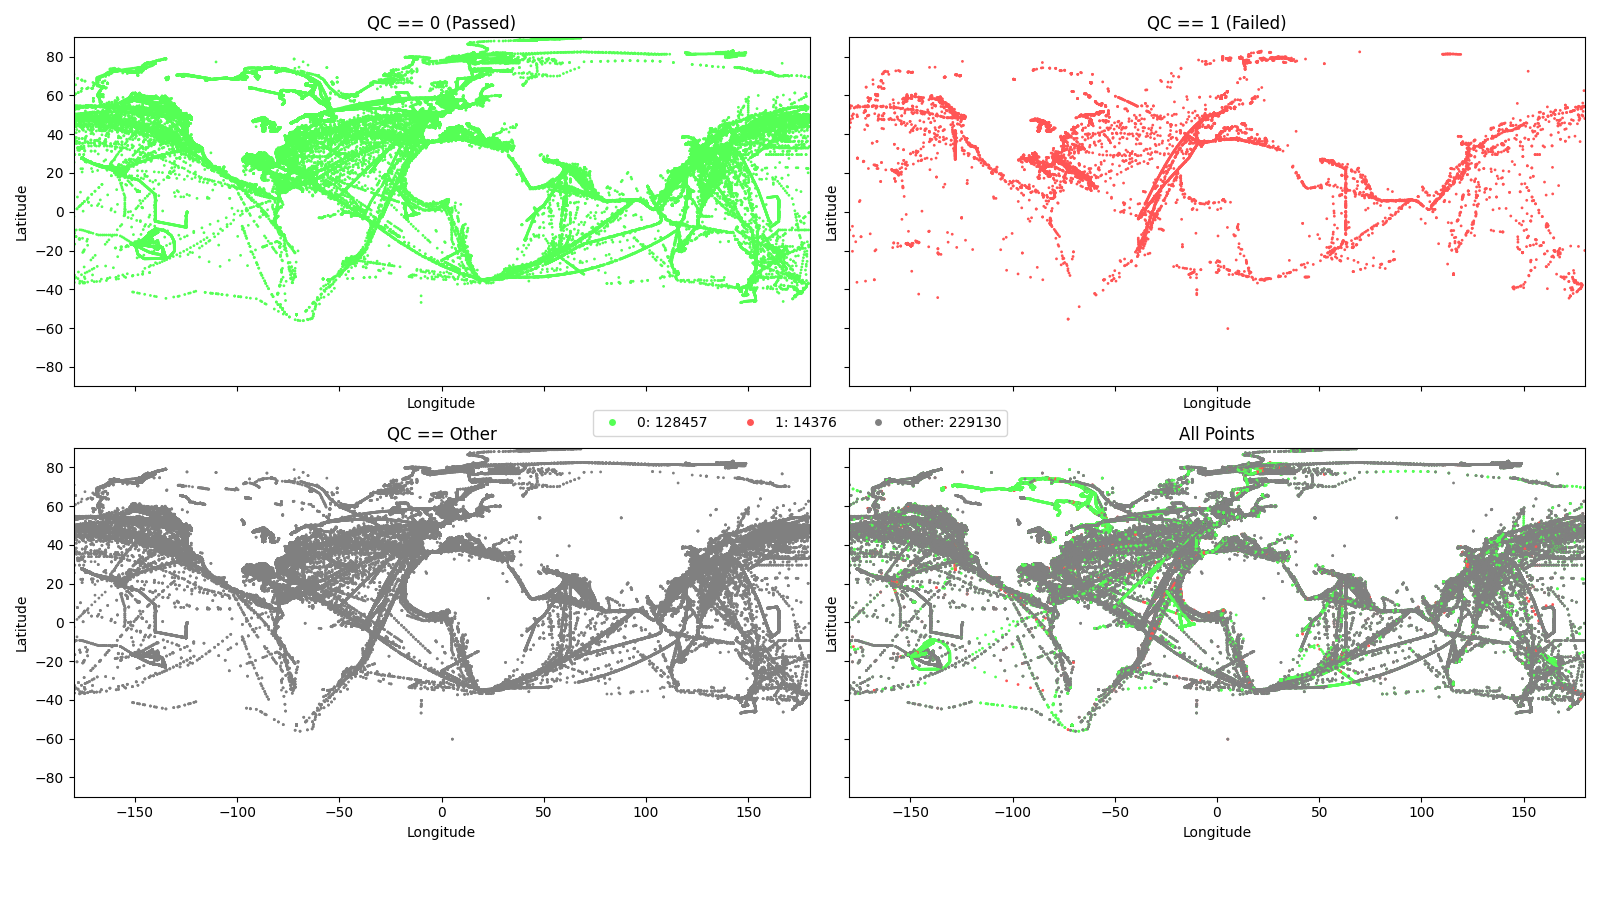 QC == 0 (Passed)
QC == 1 (Failed)
80
60
40
20
0
−20
−40
−60
−80
Latitude
Latitude
Longitude
Longitude
0: 128457 1: 14376 other: 229130
QC == Other
All Points
80
60
40
20
0
−20
−40
−60
−80
Latitude
Latitude
−150 −100 −50 0 50 100 150
−150 −100 −50 0 50 100 150
Longitude
Longitude